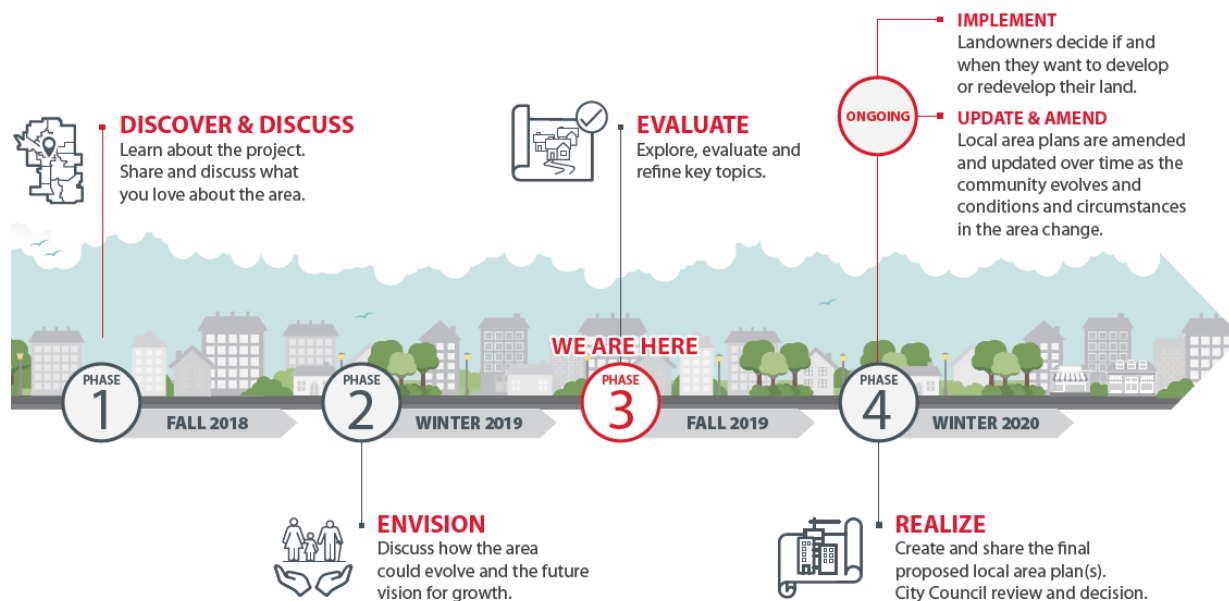 DISCOVER & DISCUSS
Learn about the project.
Share and discuss what
you love about the area.
EVALUATE
Explore, evaluate and
refine key topics.
ONGOING
IMPLEMENT
Landowners decide if and
when they want to develop
or redevelop their land.
UPDATE & AMEND
Local area plans are amended
and updated over time as the
community evolves and
conditions and circumstances
in the area change.
WE ARE HERE
PHASE
1
FALL 2018
PHASE
2
WINTER 2019
PHASE
3
FALL 2019
PHASE
4
WINTER 2020
ENVISION
Discuss how the area
could evolve and the future
vision for growth.
REALIZE
Create and share the final
proposed local area plan(s).
City Council review and decision.